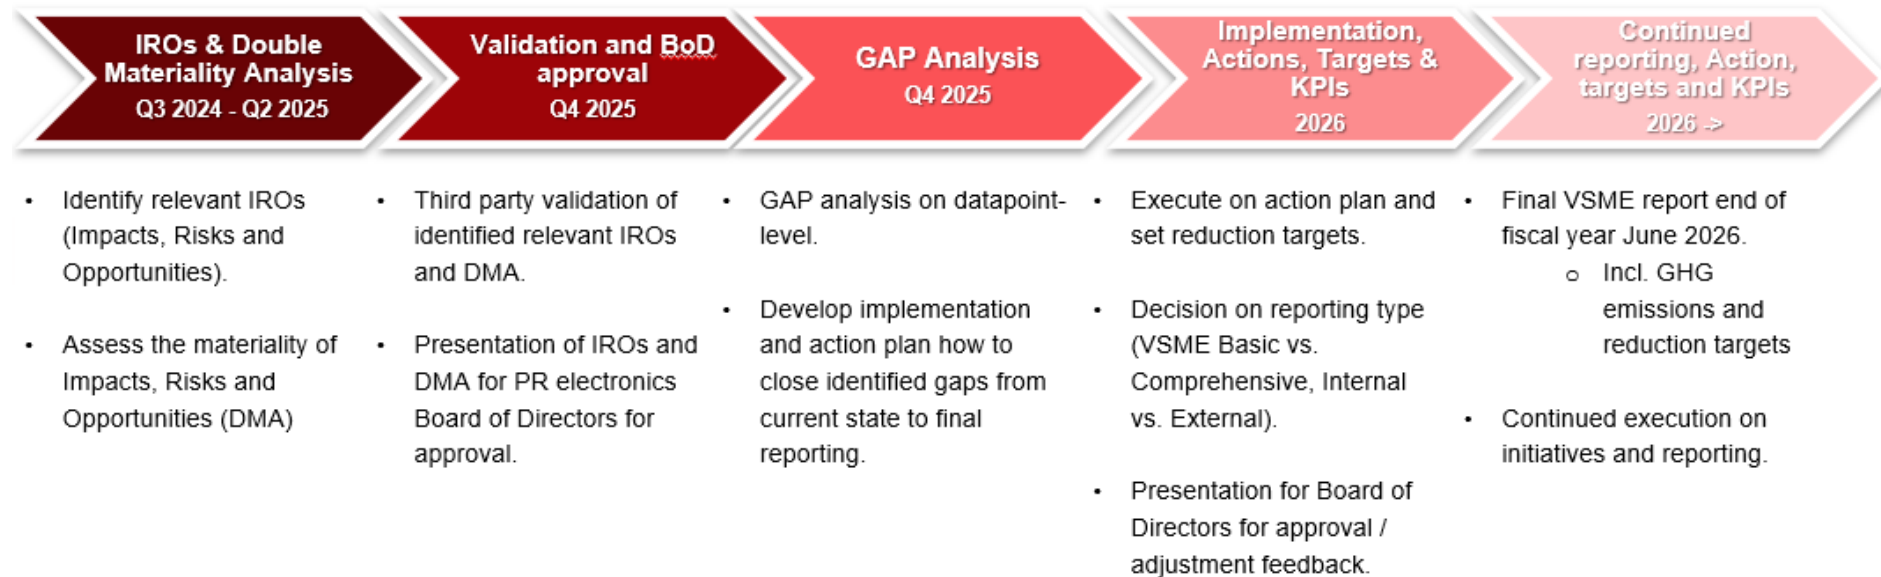 IROs & Double
Materiality Analysis
Q3 2024 - Q2 2025
Validation and BoD
approval
Q4 2025
GAP Analysis
Q4 2025
Implementation,
Actions, Targets &
KPIs
2026
Continued
reporting, Action,
targets and KPIs
2026 ->
• Identify relevant IROs
(Impacts, Risks and
Opportunities).
• Assess the materiality of
Impacts, Risks and
Opportunities (DMA)
• Third party validation of
identified relevant IROs
and DMA.
• Presentation of IROs and
DMA for PR electronics
Board of Directors for
approval.
• GAP analysis on datapoint-
level.
• Develop implementation
and action plan how to
close identified gaps from
current state to final
reporting.
• Execute on action plan and
set reduction targets.
• Decision on reporting type
(VSME Basic vs.
Comprehensive, Internal
vs. External).
• Presentation for Board of
Directors for approval /
adjustment feedback.
• Final VSME report end of
fiscal year June 2026.
o Incl. GHG
emissions and
reduction targets
• Continued execution on
initiatives and reporting.